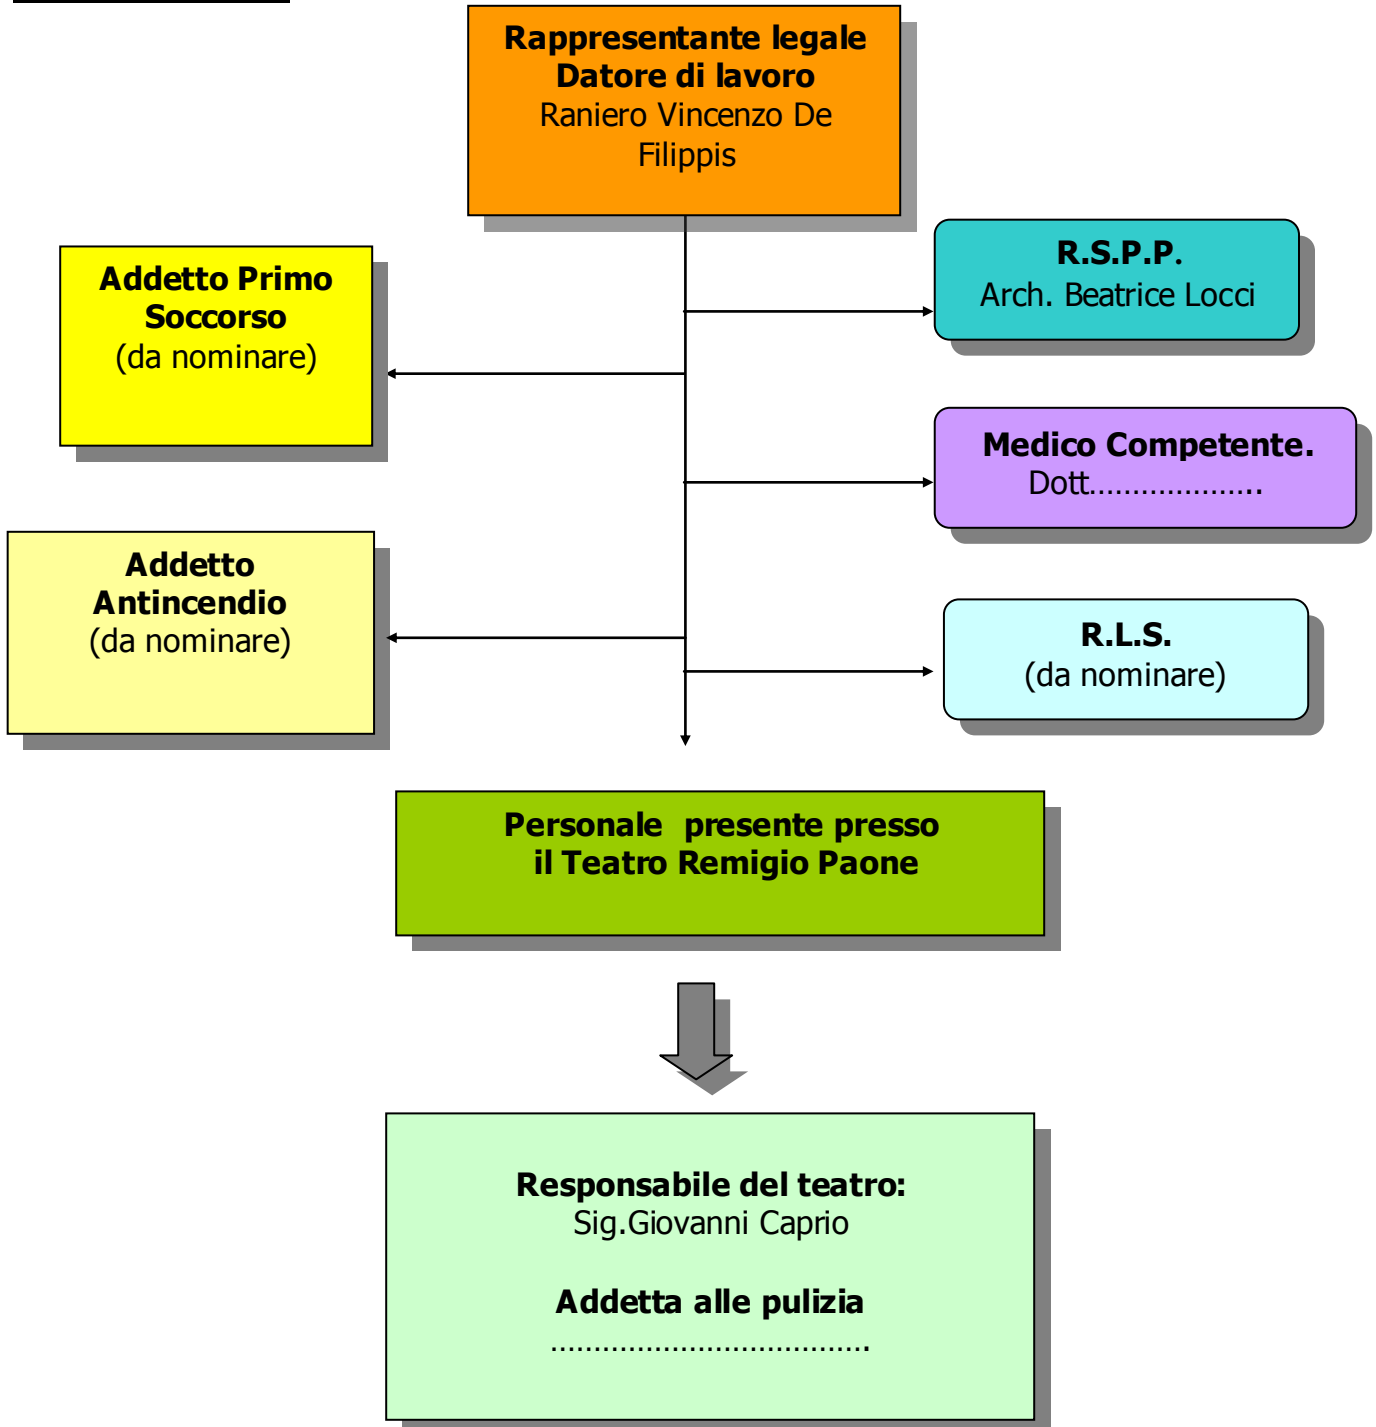 Rappresentante legale
Datore di lavoro
Raniero Vincenzo De
Filippis
R.S.P.P.
Arch. Beatrice Locci
Addetto Primo
Soccorso
(da nominare)
Medico Competente.
Dott....................
Addetto
Antincendio
(da nominare)
R.L.S.
(da nominare)
Personale  presente presso
il Teatro Remigio Paone
Responsabile del teatro:
Sig.Giovanni Caprio
Addetta alle pulizia
.....................................